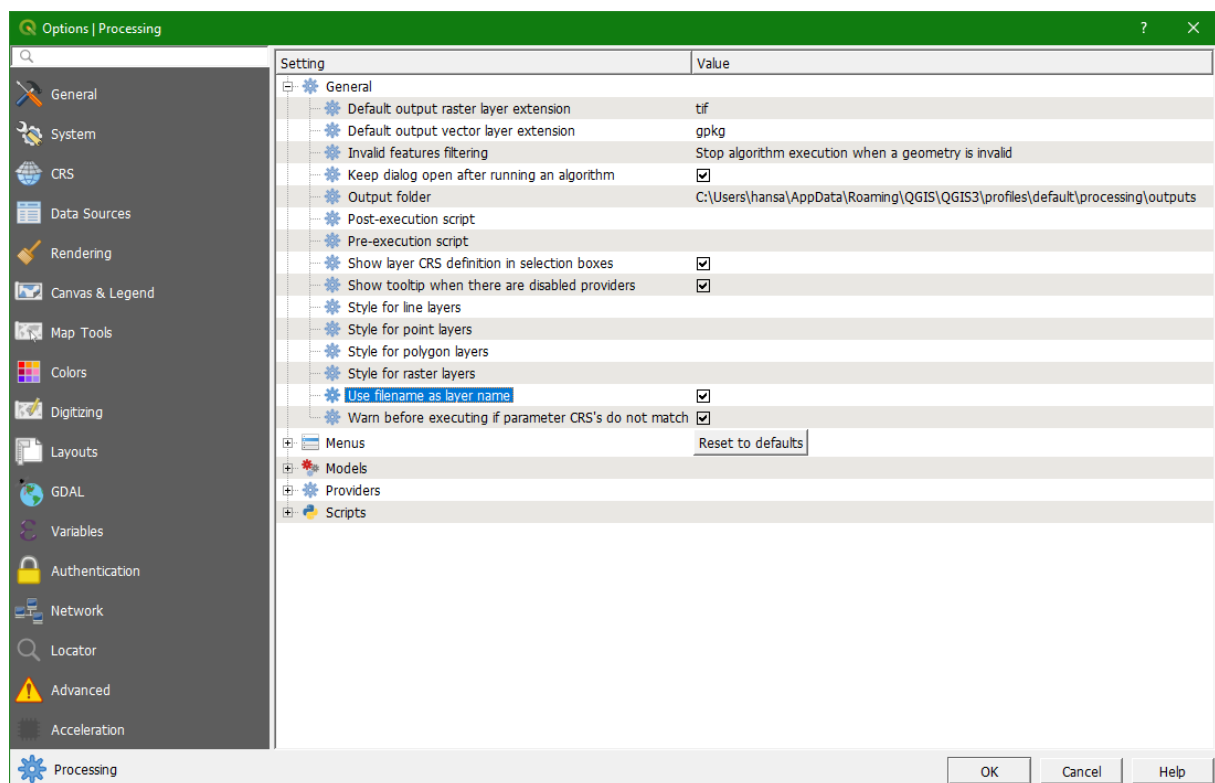 Options | Processing
? ×
Setting Value
General
General
Default output raster layer extension tif
System
Default output vector layer extension gpkg
Invalid features filtering Stop algorithm execution when a geometry is invalid
CRS
Keep dialog open after running an algorithm
Output folder C:\Users\hansa\AppData\Roaming\QGIS\QGIS3\profiles\default\processing\outputs
Data Sources
Post-execution script
Pre-execution script
Rendering
Show layer CRS definition in selection boxes
Show tooltip when there are disabled providers
Canvas & Legend
Style for line layers
Map Tools
Style for point layers
Style for polygon layers
Colors
Style for raster layers
Use filename as layer name
Digitizing
Warn before executing if parameter CRS's do not match
Menus Reset to defaults
Layouts
Models
GDAL
Providers
Scripts
Variables
Authentication
Network
Locator
Advanced
Acceleration
Processing
OK Cancel Help